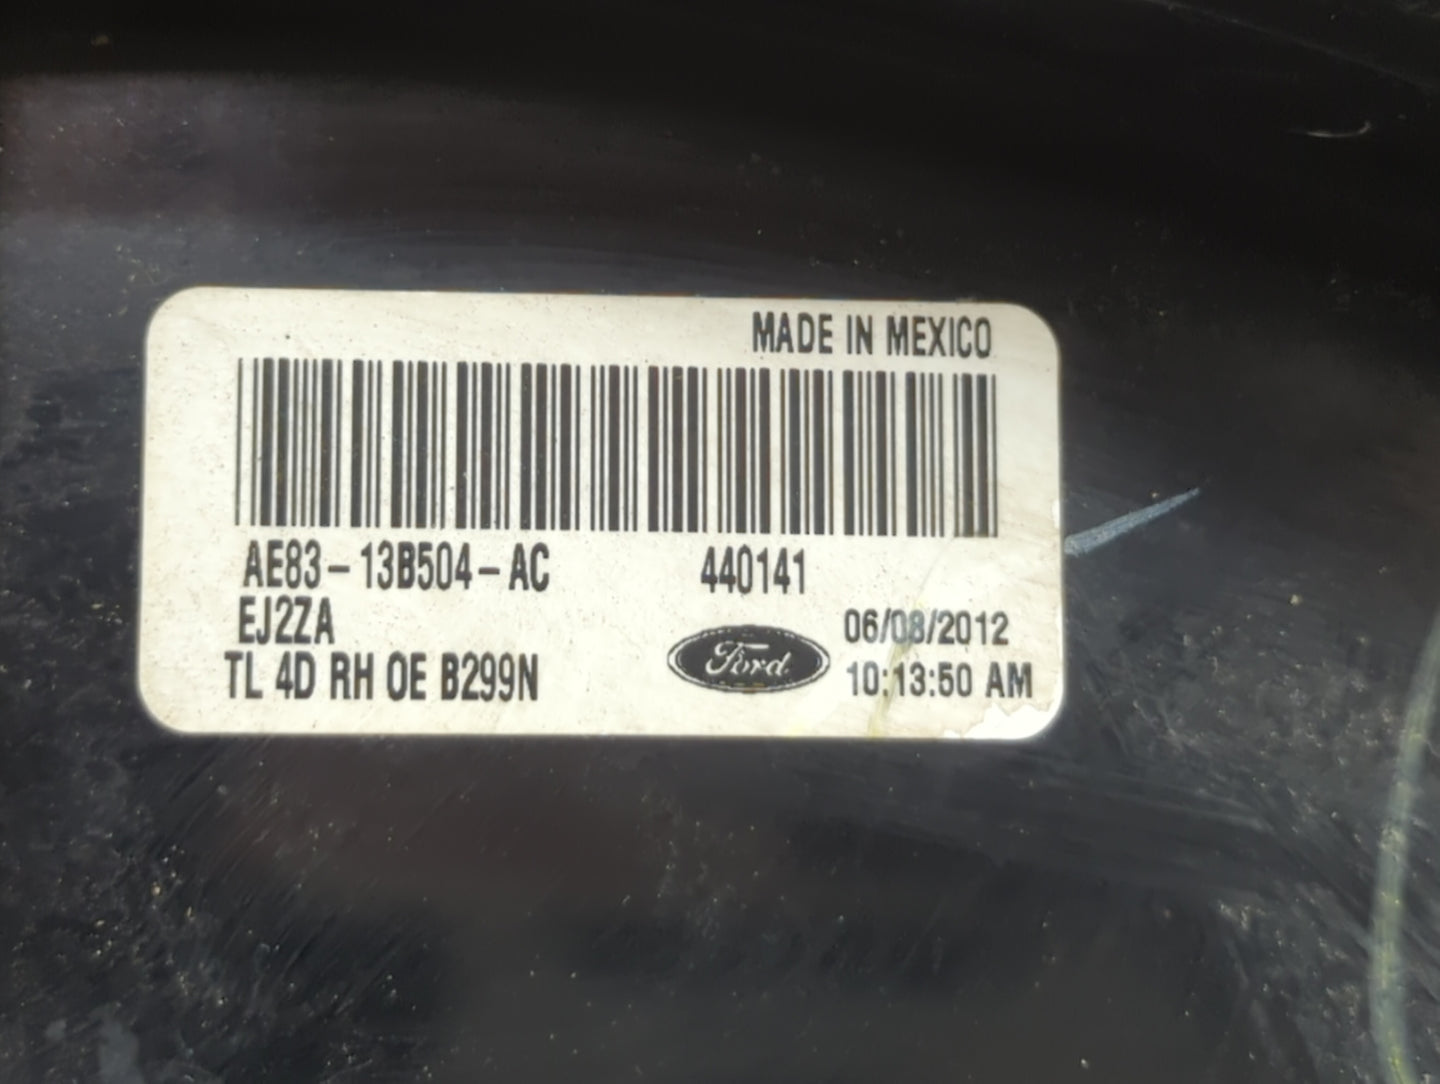 MADE IN MEXICO
AE83-13B504-AC 440141
EJ2ZA
TL 4D RH OE B299N
Ford
06/08/2012
10:13:50 AM